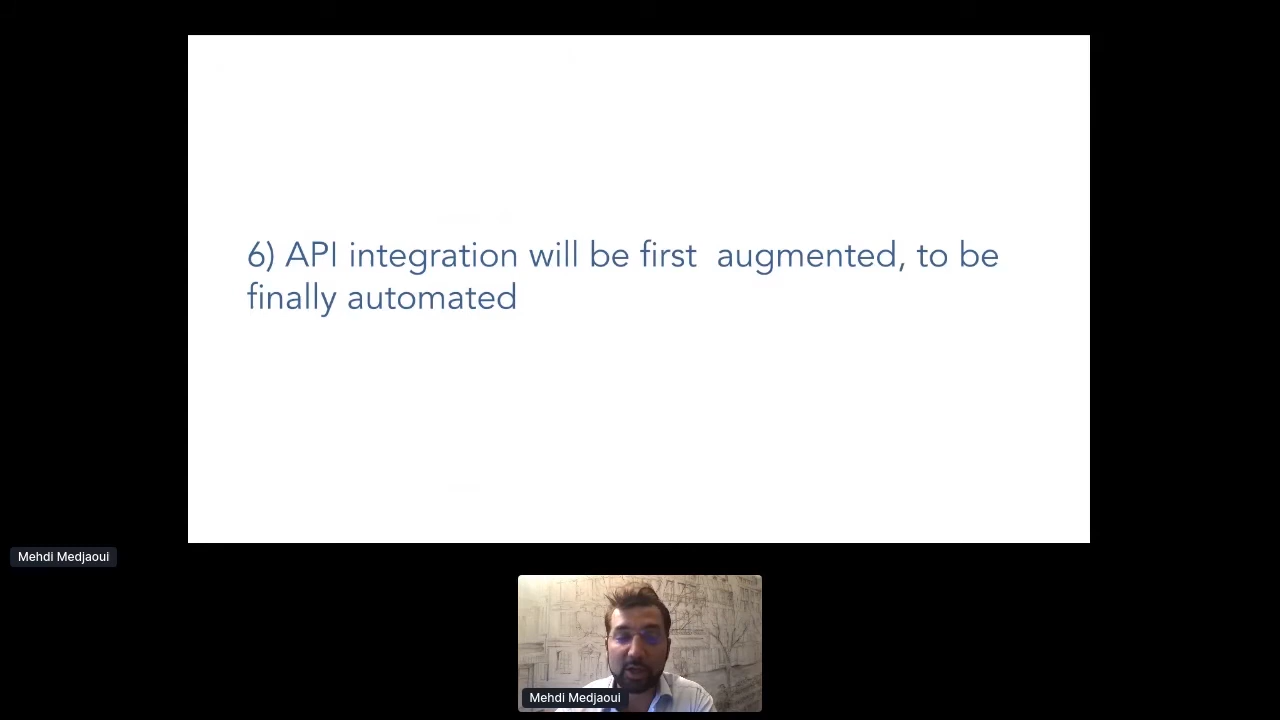 6) API integration will be first  augmented, to be
finally automated
Mehdi Medjaoui
Mehdi Medjaoui